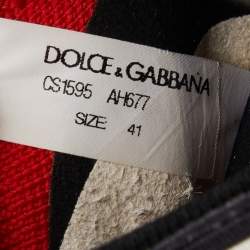 DOLCE & GABBANA
CS1595 AH677
SIZE 41